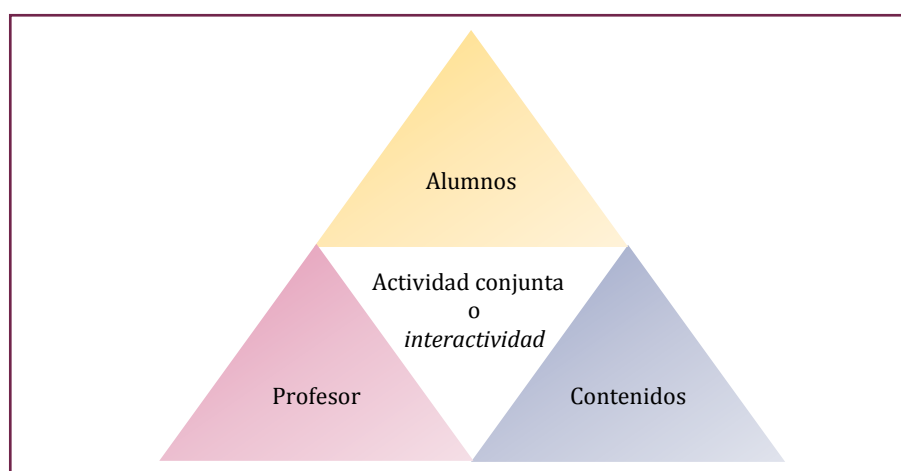 Alumnos
Actividad conjunta
o
interactividad
Profesor
Contenidos